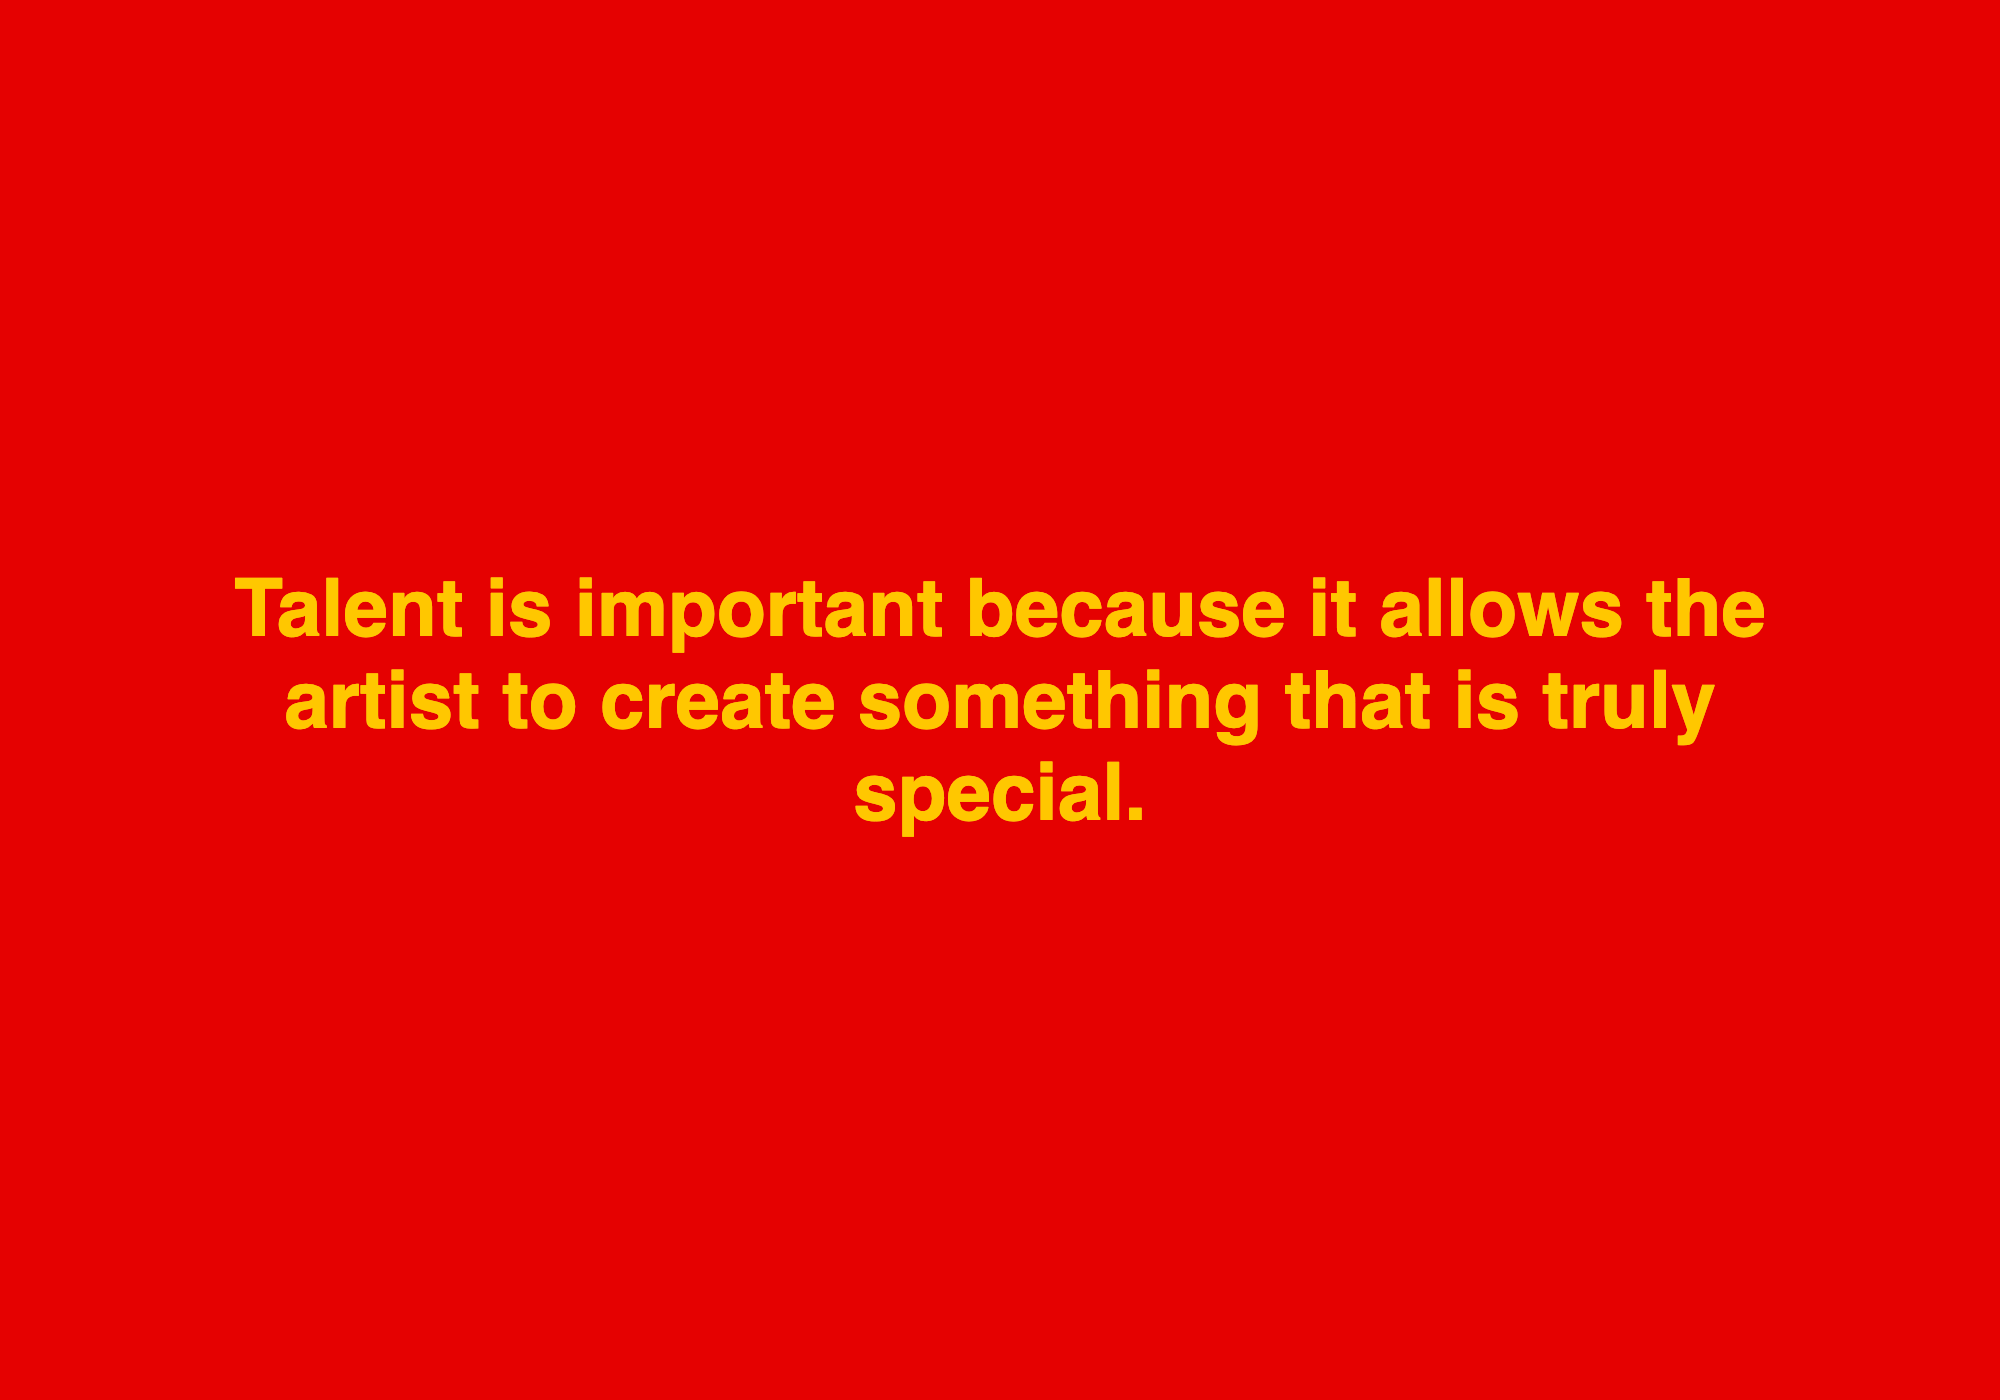 Talent is important because it allows the
artist to create something that is truly
special.